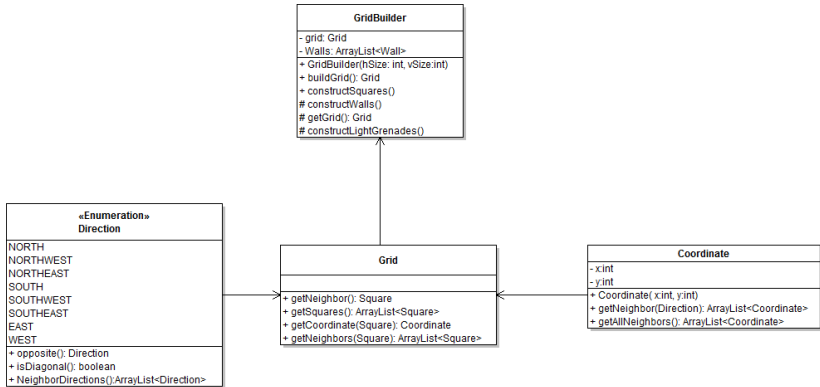 GridBuilder
- grid: Grid
- Walls: ArrayList<Wall>
+ GridBuilder(hSize: int, vSize:int)
+ buildGrid(): Grid
+ constructSquares()
# constructWalls()
# getGrid(): Grid
# constructLightGrenades()
«Enumeration»
Direction
NORTH
NORTHWEST
NORTHEAST
SOUTH
SOUTHWEST
SOUTHEAST
EAST
WEST
+ opposite(): Direction
+ isDiagonal(): boolean
+ NeighborDirections():ArrayList<Direction>
Grid
+ getNeighbor(): Square
+ getSquares(): ArrayList<Square>
+ getCoordinate(Square): Coordinate
+ getNeighbors(Square): ArrayList<Square>
Coordinate
- x:int
- y:int
+ Coordinate( x:int, y:int)
+ getNeighbor(Direction): ArrayList<Coordinate>
+ getAllNeighbors(): ArrayList<Coordinate>